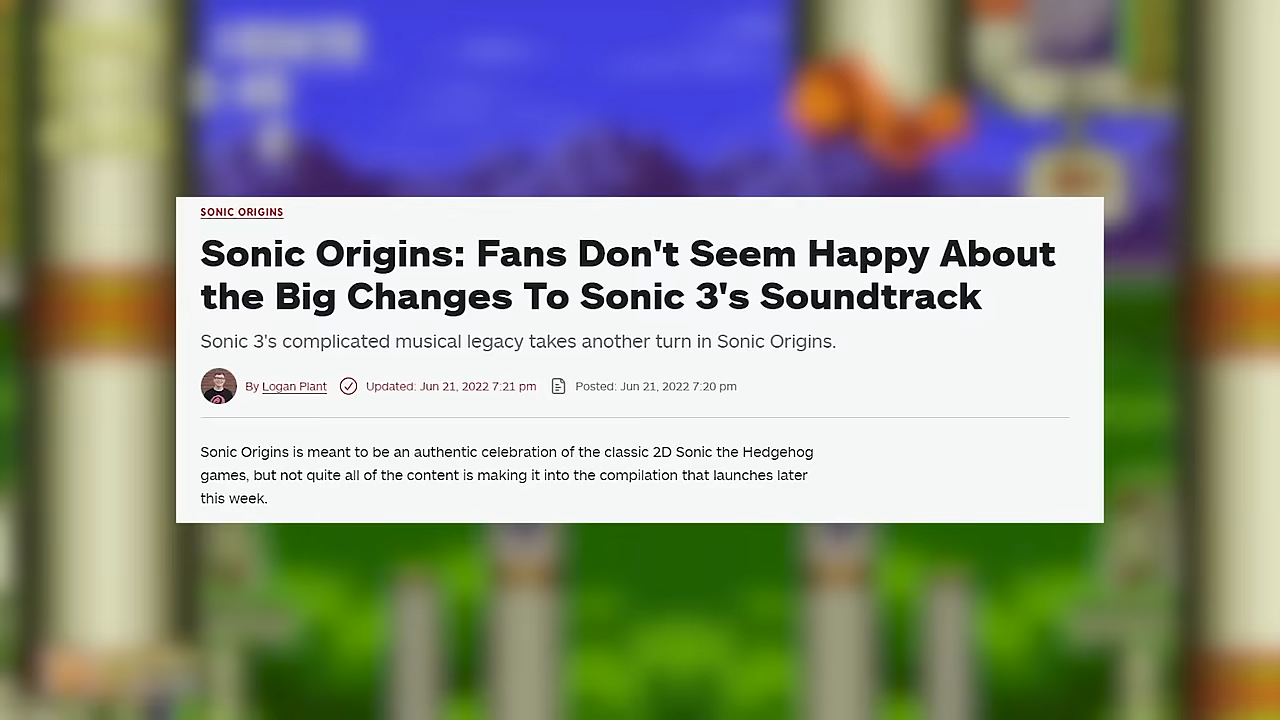 SONIC ORIGINS
Sonic Origins: Fans Don't Seem Happy About
the Big Changes To Sonic 3's Soundtrack
Sonic 3's complicated musical legacy takes another turn in Sonic Origins.
By Logan Plant Updated: Jun 21, 2022 7:21 pm Posted: Jun 21, 2022 7:20 pm
Sonic Origins is meant to be an authentic celebration of the classic 2D Sonic the Hedgehog
games, but not quite all of the content is making it into the compilation that launches later
this week.